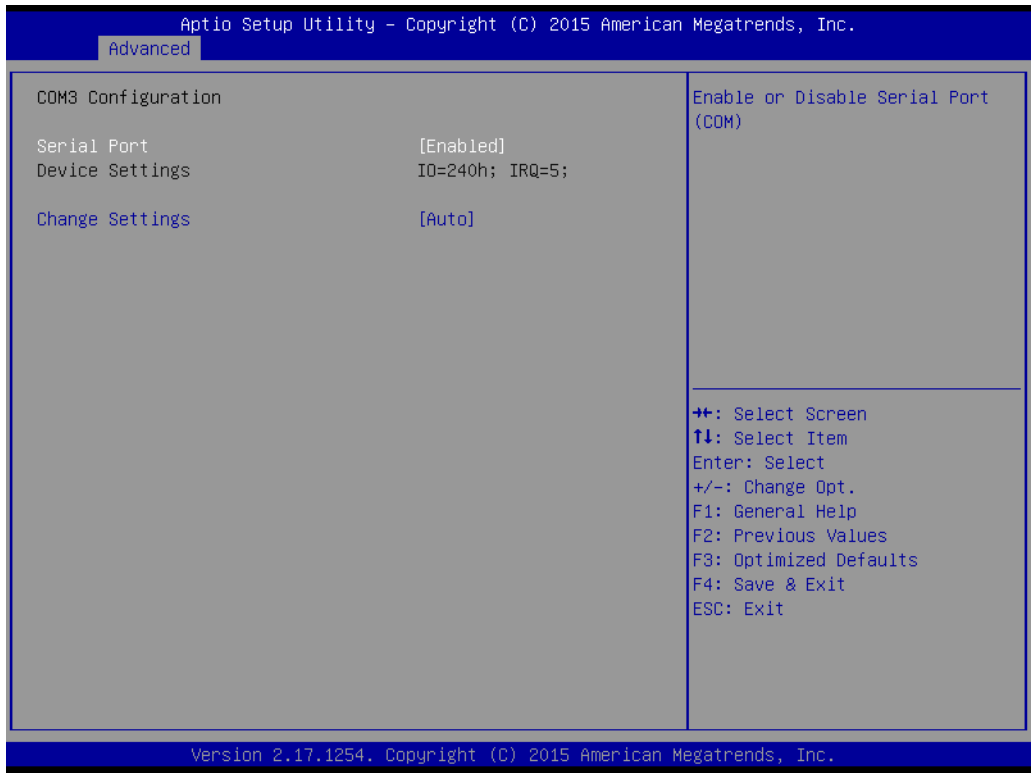 Aptio Setup Utility – Copyright (C) 2015 American Megatrends, Inc.
Advanced
COM3 Configuration
Serial Port [Enabled]
Device Settings IO=240h; IRQ=5;
Change Settings [Auto]
Enable or Disable Serial Port
(COM)
→←: Select Screen
↑↓: Select Item
Enter: Select
+/-: Change Opt.
F1: General Help
F2: Previous Values
F3: Optimized Defaults
F4: Save & Exit
ESC: Exit
Version 2.17.1254. Copyright (C) 2015 American Megatrends, Inc.